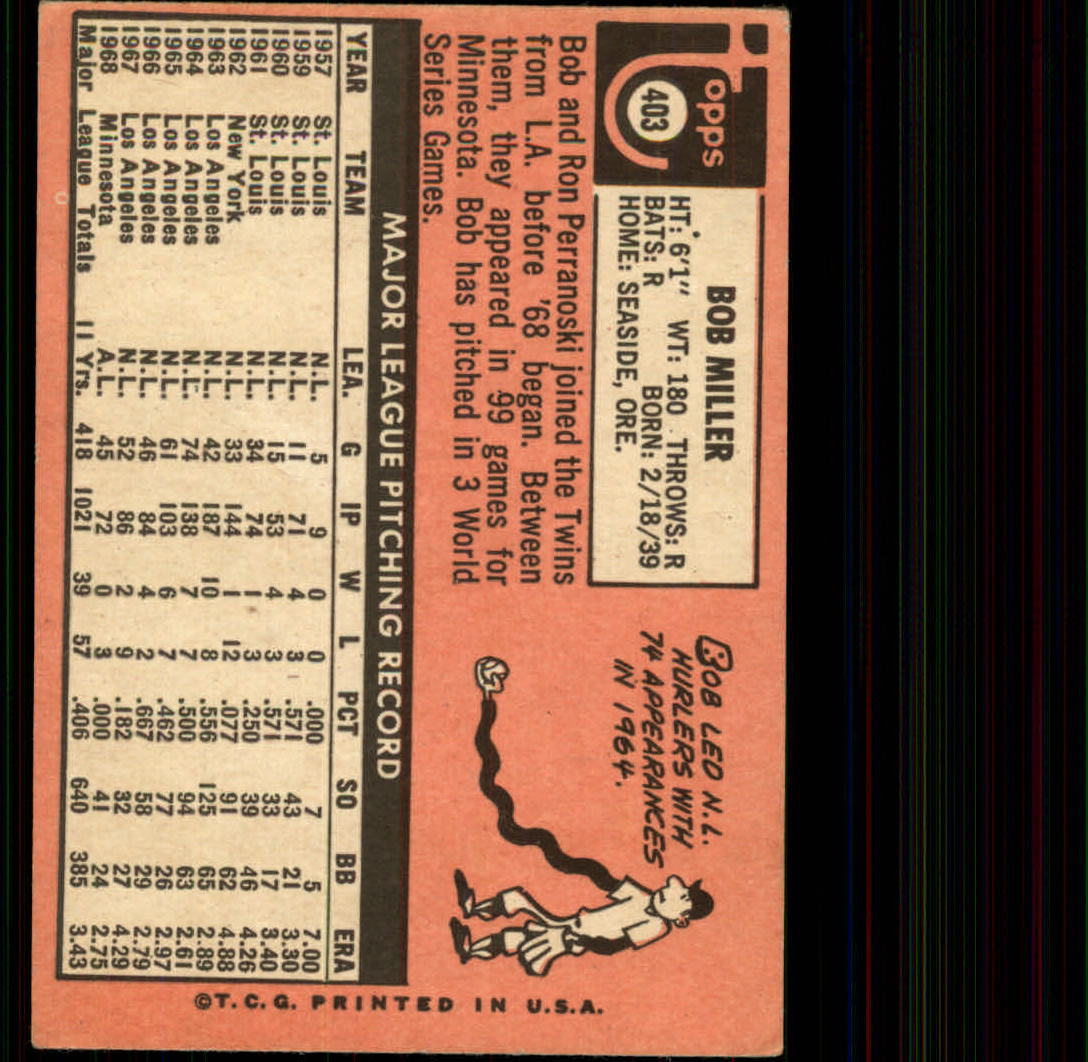 Topps
403
BOB MILLER
HT: 6'1" WT: 180 THROWS: R
BATS: R BORN: 2/18/39
HOME: SEASIDE, ORE.
Bob and Ron Perranoski joined the Twins
from L.A. before '68 began. Between
them, they appeared in 99 games for
Minnesota. Bob has pitched in 3 World
Series Games.
BOB LED N.L.
HURLERS WITH
74 APPEARANCES
IN 1964.
MAJOR LEAGUE PITCHING RECORD
YEAR TEAM LEA. G IP W L PCT SO BB ERA
1957 St. Louis N.L. 5 9 0 0 .000 7 5 7.00
1959 St. Louis N.L. 11 71 4 3 .571 43 21 3.30
1960 St. Louis N.L. 15 53 4 3 .571 33 17 3.40
1961 St. Louis N.L. 34 74 1 3 .250 39 46 4.26
1962 New York N.L. 33 144 1 12 .077 91 62 4.88
1963 Los Angeles N.L. 42 187 10 8 .556 125 65 2.89
1964 Los Angeles N.L. 74 138 7 7 .500 94 63 2.61
1965 Los Angeles N.L. 61 103 6 7 .462 77 26 2.97
1966 Los Angeles N.L. 46 84 4 2 .667 58 29 2.79
1967 Los Angeles N.L. 52 86 2 9 .182 32 27 4.29
1968 Minnesota A.L. 45 72 0 3 .000 41 24 2.75
Major League Totals 11 Yrs. 418 1021 39 57 .406 640 385 3.43
©T.C.G. PRINTED IN U.S.A.